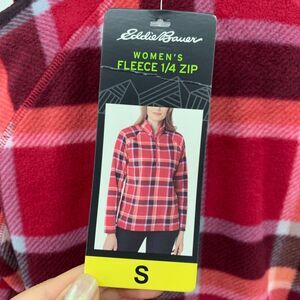 Eddie Bauer
WOMEN'S
FLEECE 1/4 ZIP
S